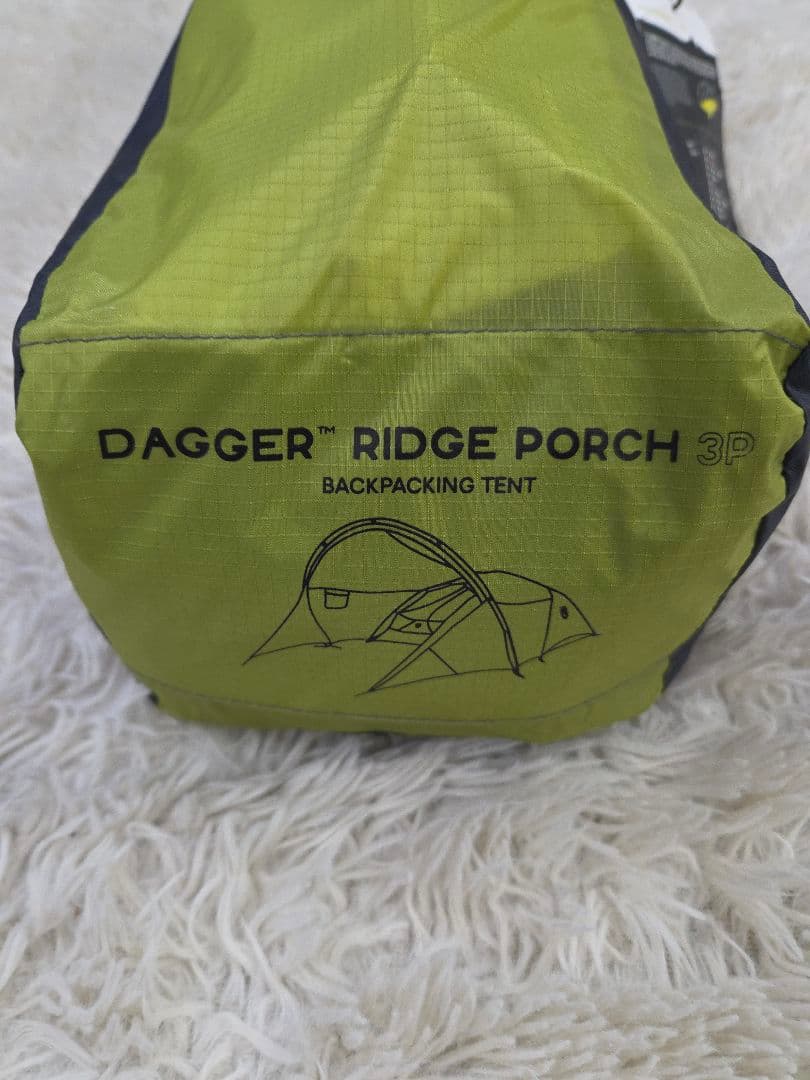 DAGGER™ RIDGE PORCH 3P
BACKPACKING TENT